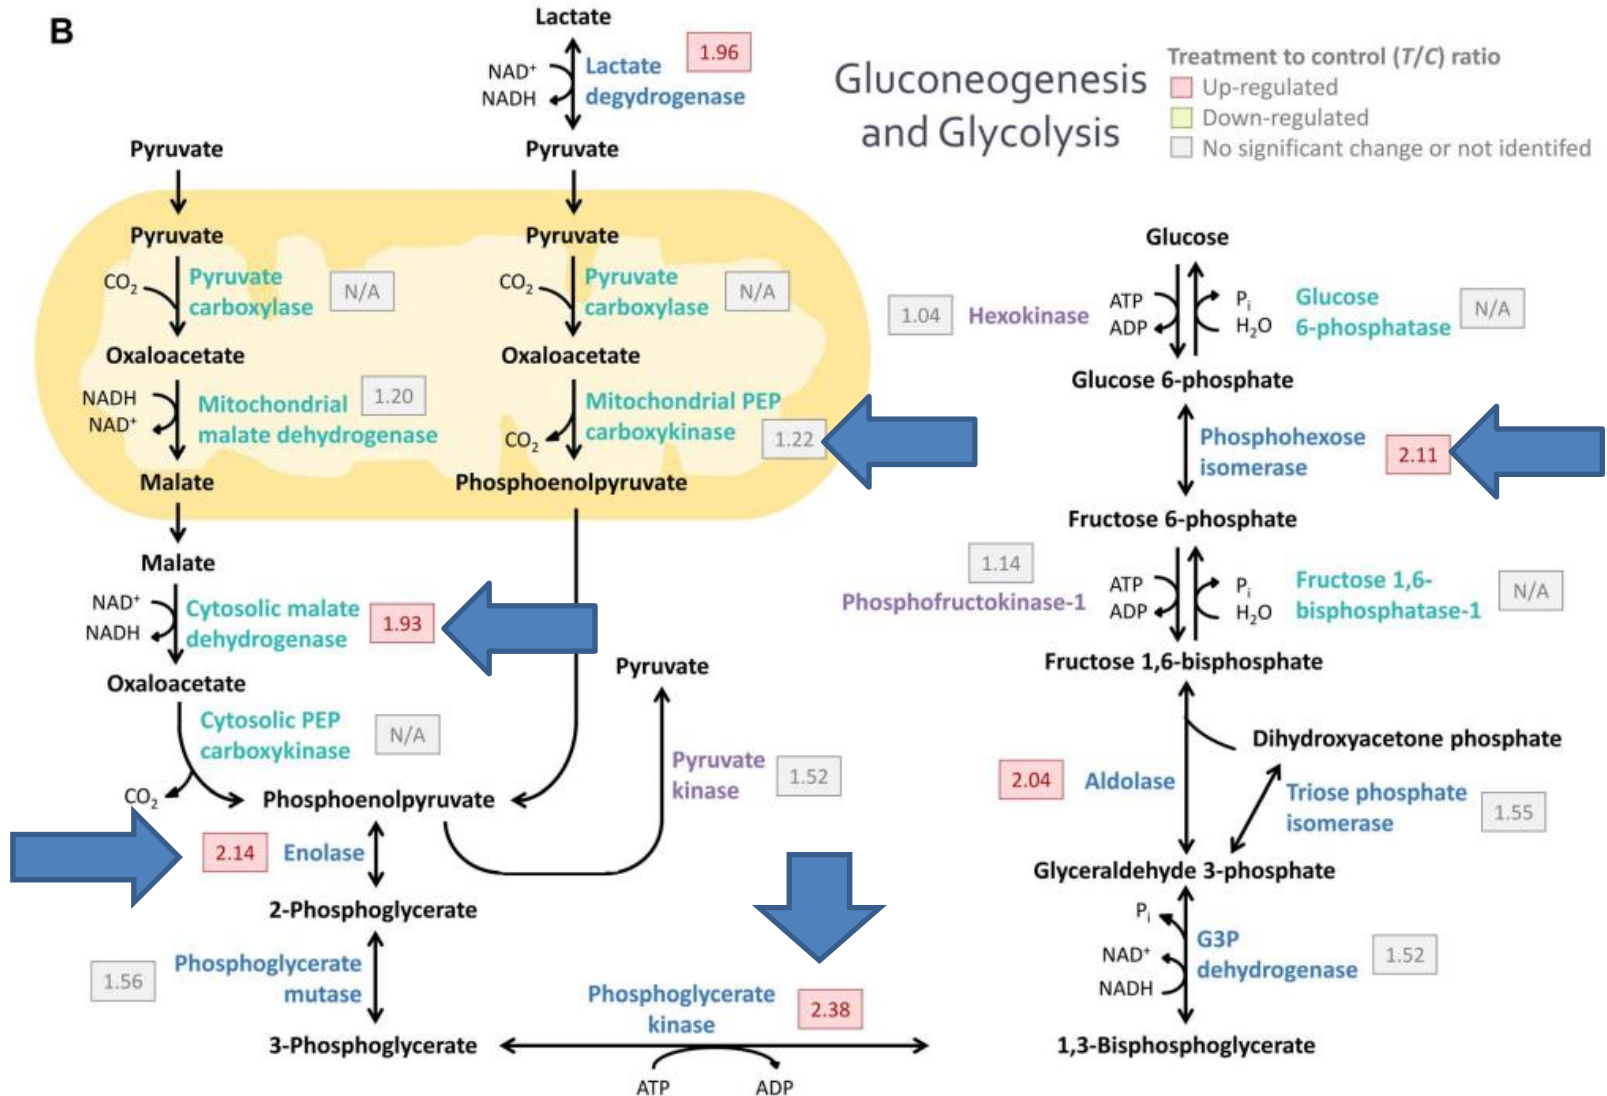 B
Lactate
NAD+
NADH
Lactate
degydrogenase
1.96
Gluconeogenesis
and Glycolysis
Treatment to control (T/C) ratio
Up-regulated
Down-regulated
No significant change or not identifed
Pyruvate
Pyruvate
Pyruvate
Pyruvate
CO2
Pyruvate
carboxylase
N/A
CO2
Pyruvate
carboxylase
N/A
Oxaloacetate
Oxaloacetate
NADH
NAD+
Mitochondrial
malate dehydrogenase
1.20
CO2
Mitochondrial PEP
carboxykinase
1.22
Malate
Phosphoenolpyruvate
Malate
NAD+
NADH
Cytosolic malate
dehydrogenase
1.93
Oxaloacetate
Cytosolic PEP
carboxykinase
N/A
CO2
Phosphoenolpyruvate
Pyruvate
Pyruvate
kinase
1.52
2.14
Enolase
2-Phosphoglycerate
1.56
Phosphoglycerate
mutase
3-Phosphoglycerate
Phosphoglycerate
kinase
2.38
ATP
ADP
Glucose
1.04
Hexokinase
ATP
ADP
Pi
H2O
Glucose
6-phosphatase
N/A
Glucose 6-phosphate
Phosphohexose
isomerase
2.11
Fructose 6-phosphate
1.14
Phosphofructokinase-1
ATP
ADP
Pi
H2O
Fructose 1,6-
bisphosphatase-1
N/A
Fructose 1,6-bisphosphate
Dihydroxyacetone phosphate
2.04
Aldolase
Triose phosphate
isomerase
1.55
Glyceraldehyde 3-phosphate
Pi
NAD+
NADH
G3P
dehydrogenase
1.52
1,3-Bisphosphoglycerate